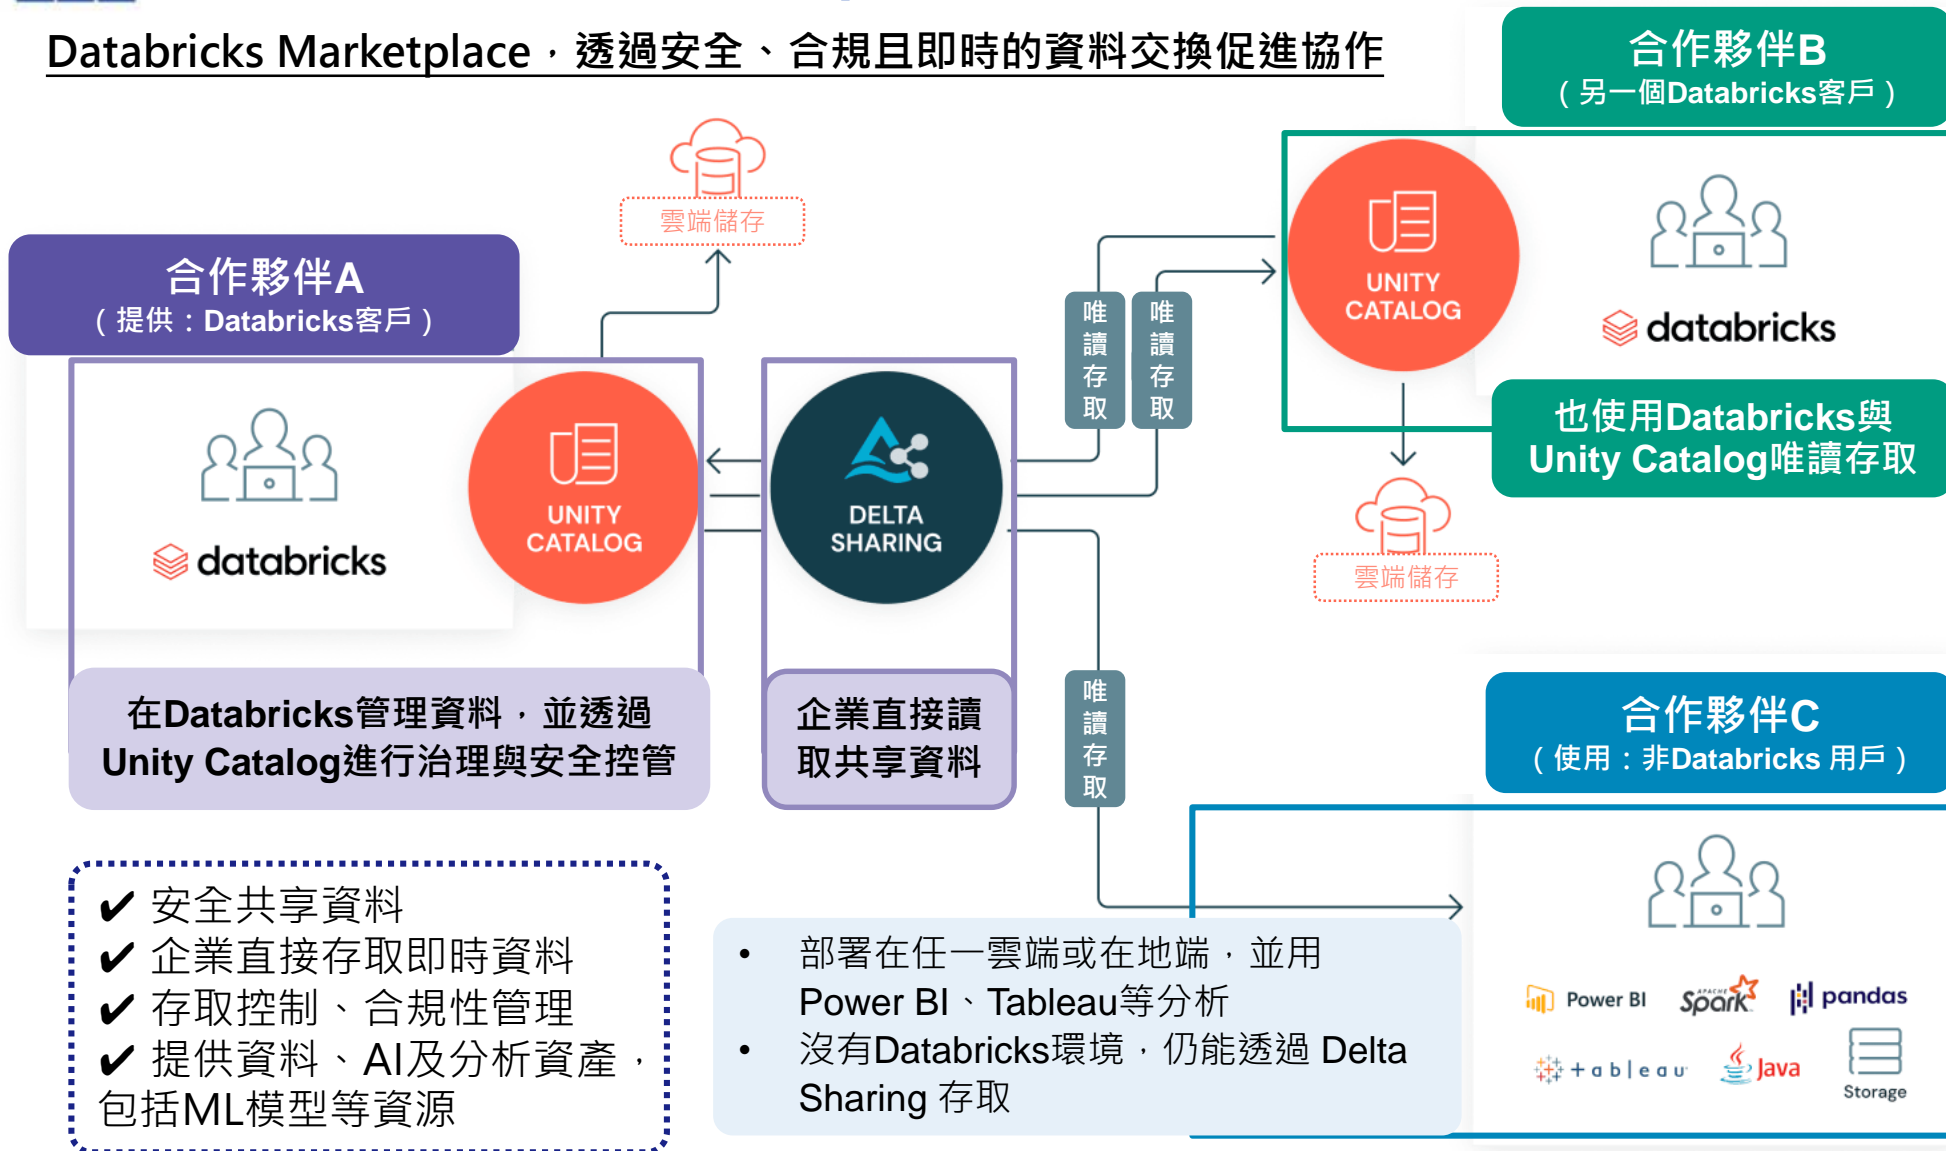 Databricks Marketplace，透過安全、合規且即時的資料交換促進協作
合作夥伴B
（另一個Databricks客戶）
雲端儲存
合作夥伴A
（提供：Databricks客戶）
唯讀存取
唯讀存取
UNITY
CATALOG
databricks
也使用Databricks與
Unity Catalog唯讀存取
UNITY
CATALOG
databricks
DELTA
SHARING
雲端儲存
在Databricks管理資料，並透過
Unity Catalog進行治理與安全控管
企業直接讀
取共享資料
唯讀存取
合作夥伴C
（使用：非Databricks 用戶）
✔ 安全共享資料
✔ 企業直接存取即時資料
✔ 存取控制、合規性管理
✔ 提供資料、AI及分析資產，
包括ML模型等資源
• 部署在任一雲端或在地端，並用
Power BI、Tableau等分析
• 沒有Databricks環境，仍能透過 Delta
Sharing 存取
Power BI
APACHE
Spark
pandas
+ableau
Java
Storage